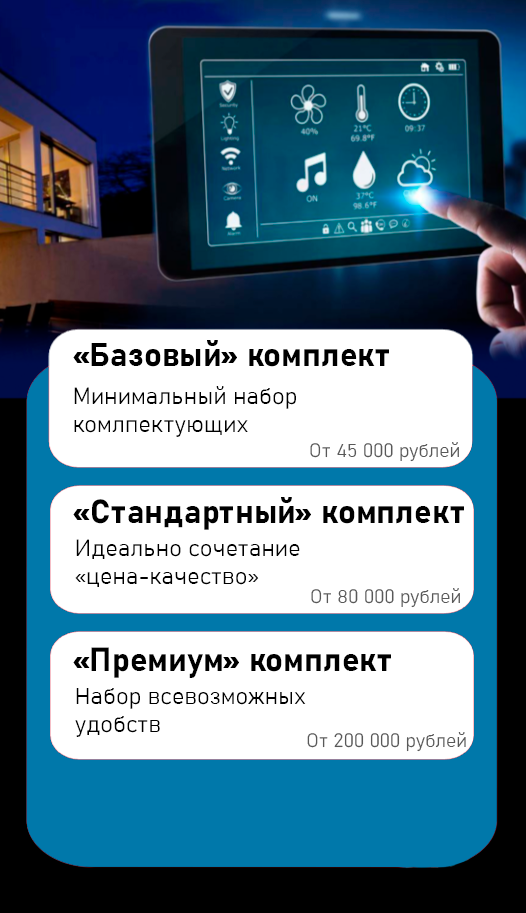 Security
40%
21°C
69.8°F
09:37
Lighting
Network
Camera
ON
37°C
98.6°F
Alarm
«Базовый» комплект
Минимальный набор
комлпектующих
От 45 000 рублей
«Стандартный» комплект
Идеально сочетание
«цена-качество»
От 80 000 рублей
«Премиум» комплект
Набор всевозможных
удобств
От 200 000 рублей